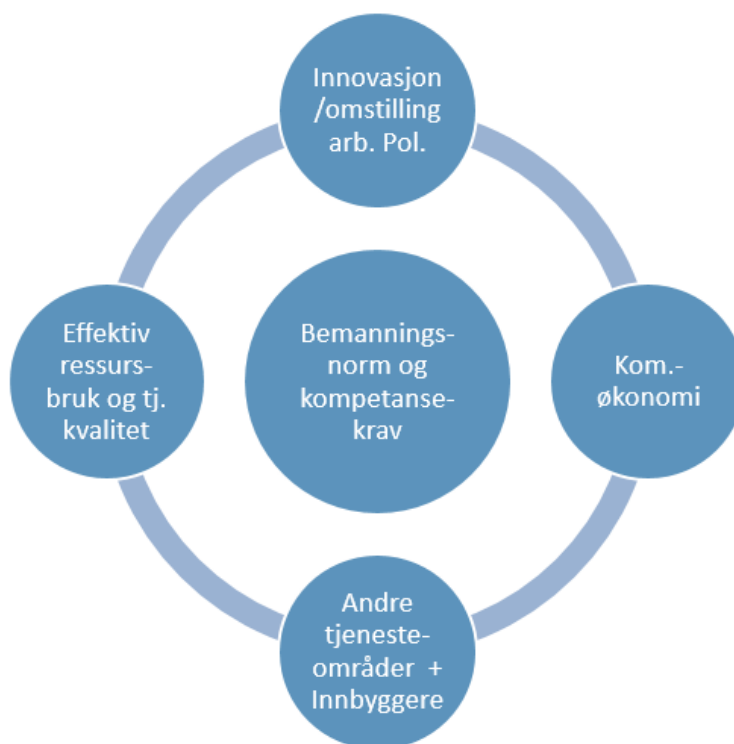 Innovasjon
/omstilling
arb. Pol.
Effektiv
ressurs-
bruk og tj.
kvalitet
Bemannings-
norm og
kompetanse-
krav
Kom.-
økonomi
Andre
tjeneste-
områder +
Innbyggere